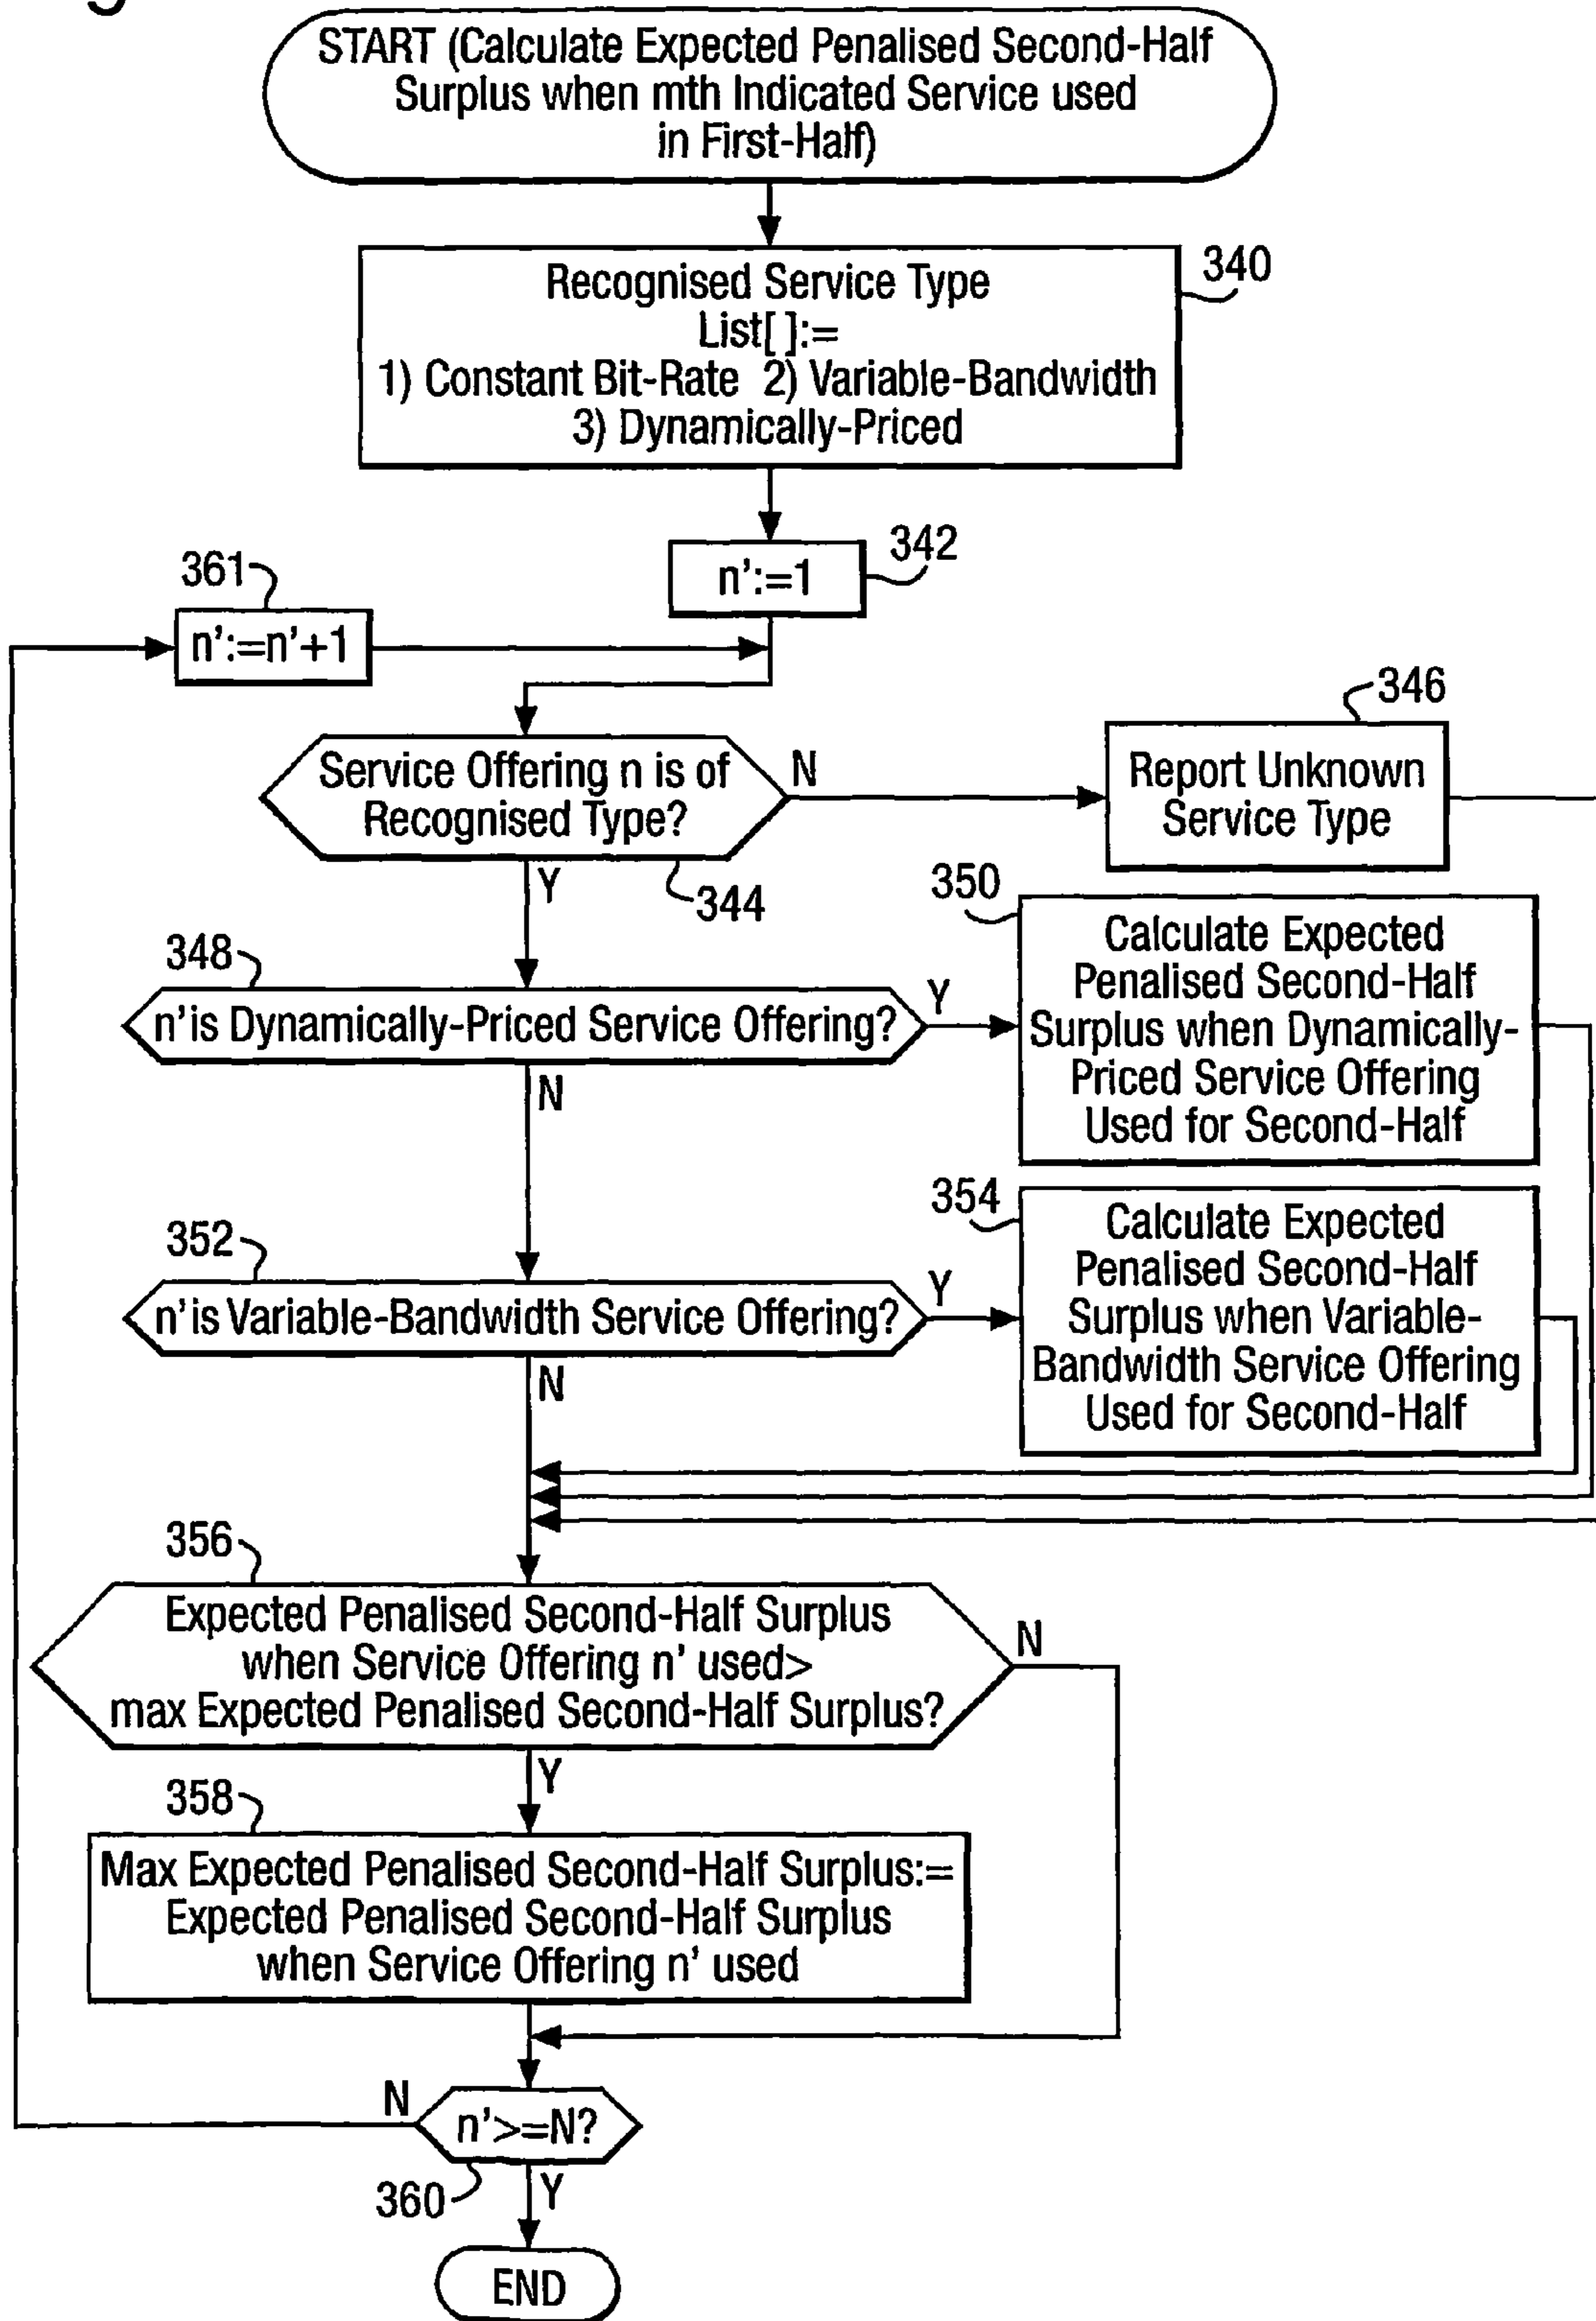 START (Calculate Expected Penalised Second-Half
Surplus when mth Indicated Service used
in First-Half)
340
Recognised Service Type
List[ ]:=
1) Constant Bit-Rate 2) Variable-Bandwidth
3) Dynamically-Priced
342
n':=1
361
n':=n'+1
346
Service Offering n is of
Recognised Type?
N
Report Unknown
Service Type
Y
344
350
348
n' is Dynamically-Priced Service Offering?
Y
Calculate Expected
Penalised Second-Half
Surplus when Dynamically-
Priced Service Offering
Used for Second-Half
N
354
352
n' is Variable-Bandwidth Service Offering?
Y
Calculate Expected
Penalised Second-Half
Surplus when Variable-
Bandwidth Service Offering
Used for Second-Half
N
356
Expected Penalised Second-Half Surplus
when Service Offering n' used>
max Expected Penalised Second-Half Surplus?
N
Y
358
Max Expected Penalised Second-Half Surplus:=
Expected Penalised Second-Half Surplus
when Service Offering n' used
N
n'>=N?
360
Y
END